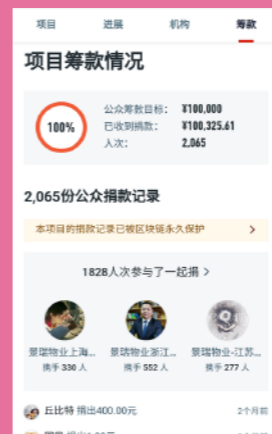 项目 进展 机构 筹款
项目筹款情况
100%
公众筹款目标： ¥100,000
已收到捐款： ¥100,325.61
人次： 2,065
2,065份公众捐款记录
本项目的捐款记录已被区块链永久保护 >
1828人次参与了一起捐 >
景瑞物业上海... 景瑞物业浙江... 景瑞物业-江苏...
携手 330 人 携手 552 人 携手 277 人
丘比特 捐出400.00元 2个月前